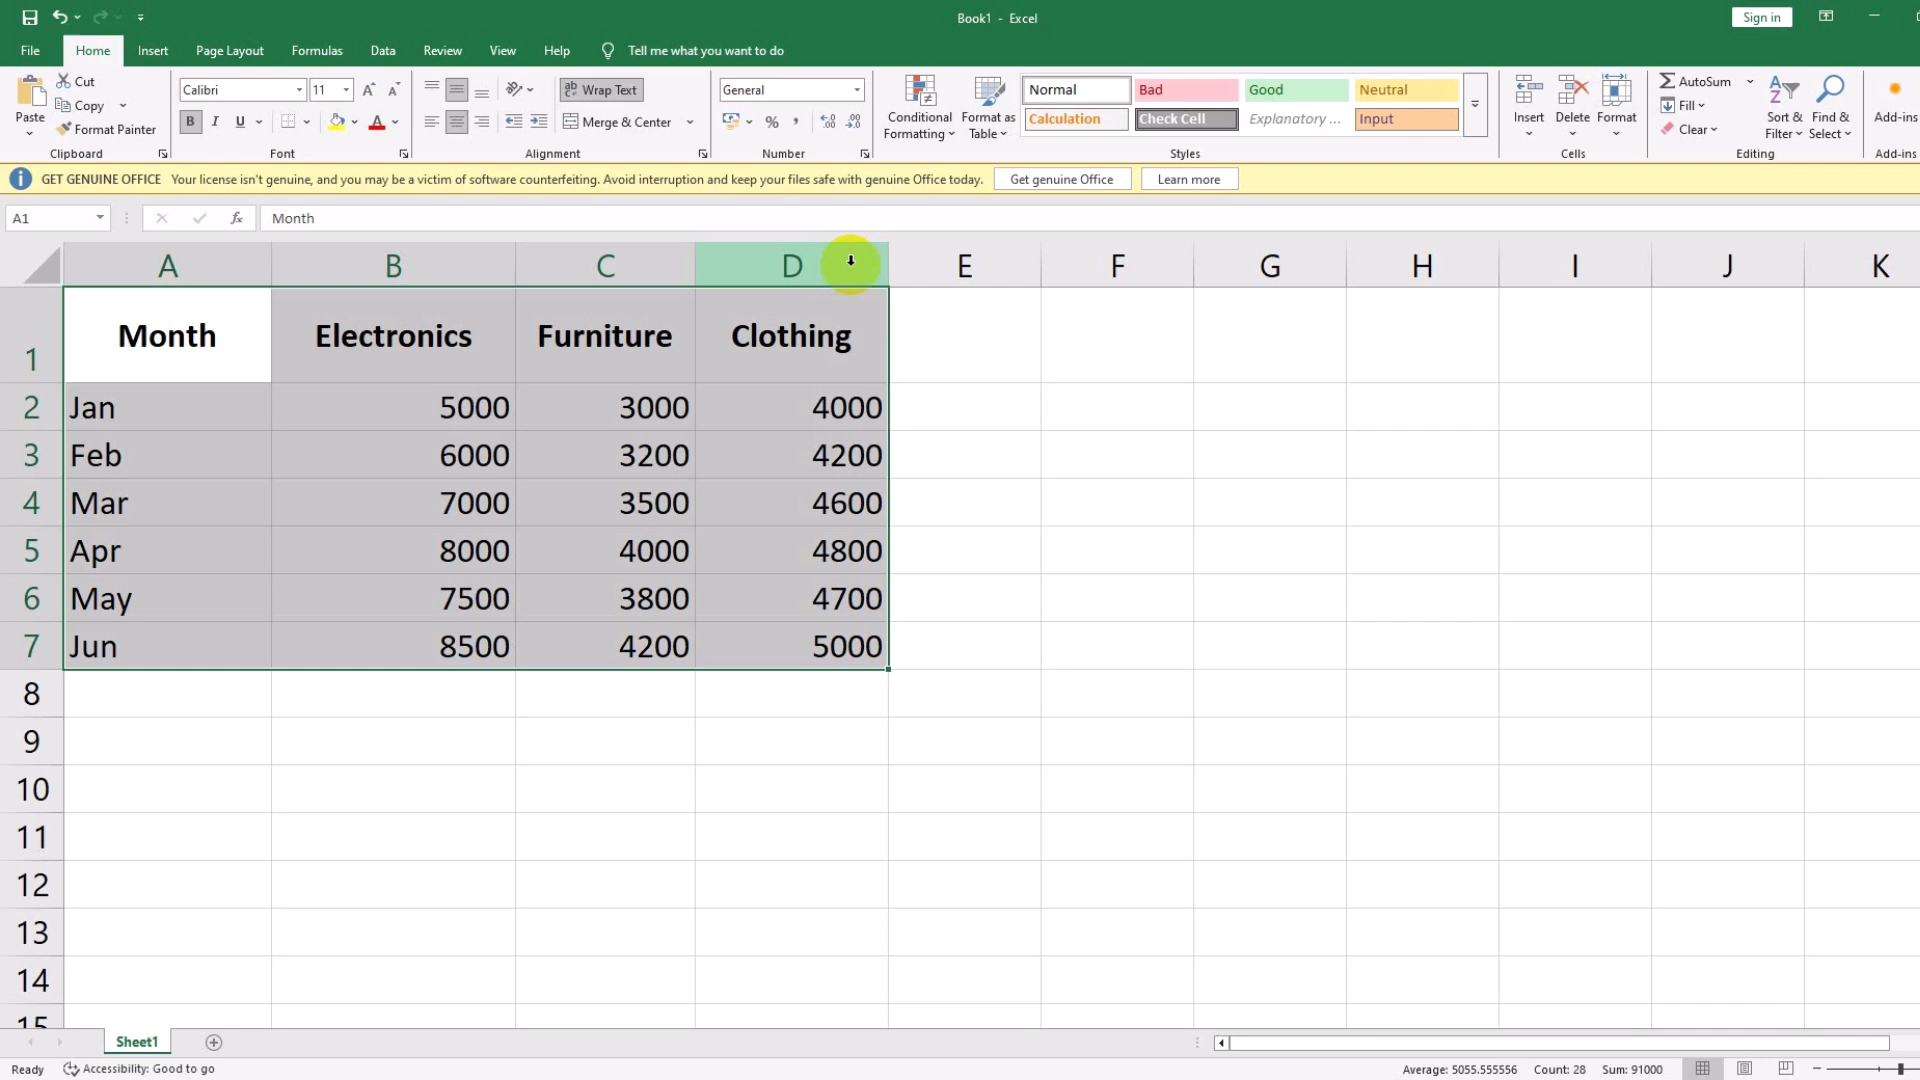 Book1 - Excel
Sign in
File Home Insert Page Layout Formulas Data Review View Help Tell me what you want to do
Paste
Cut
Copy
Format Painter
Clipboard
Calibri 11
B I U
Font
Wrap Text
Merge & Center
Alignment
General
Number
Conditional Formatting
Format as Table
Normal Bad Good Neutral
Calculation Check Cell Explanatory ... Input
Styles
Insert Delete Format
Cells
AutoSum
Fill
Clear
Sort & Filter
Find & Select
Editing
Add-ins
Add-ins
GET GENUINE OFFICE Your license isn't genuine, and you may be a victim of software counterfeiting. Avoid interruption and keep your files safe with genuine Office today. Get genuine Office Learn more
A1 fx Month
A B C D E F G H I J K
1 Month Electronics Furniture Clothing
2 Jan 5000 3000 4000
3 Feb 6000 3200 4200
4 Mar 7000 3500 4600
5 Apr 8000 4000 4800
6 May 7500 3800 4700
7 Jun 8500 4200 5000
8
9
10
11
12
13
14
15
Sheet1
Ready Accessibility: Good to go Average: 5055.555556 Count: 28 Sum: 91000